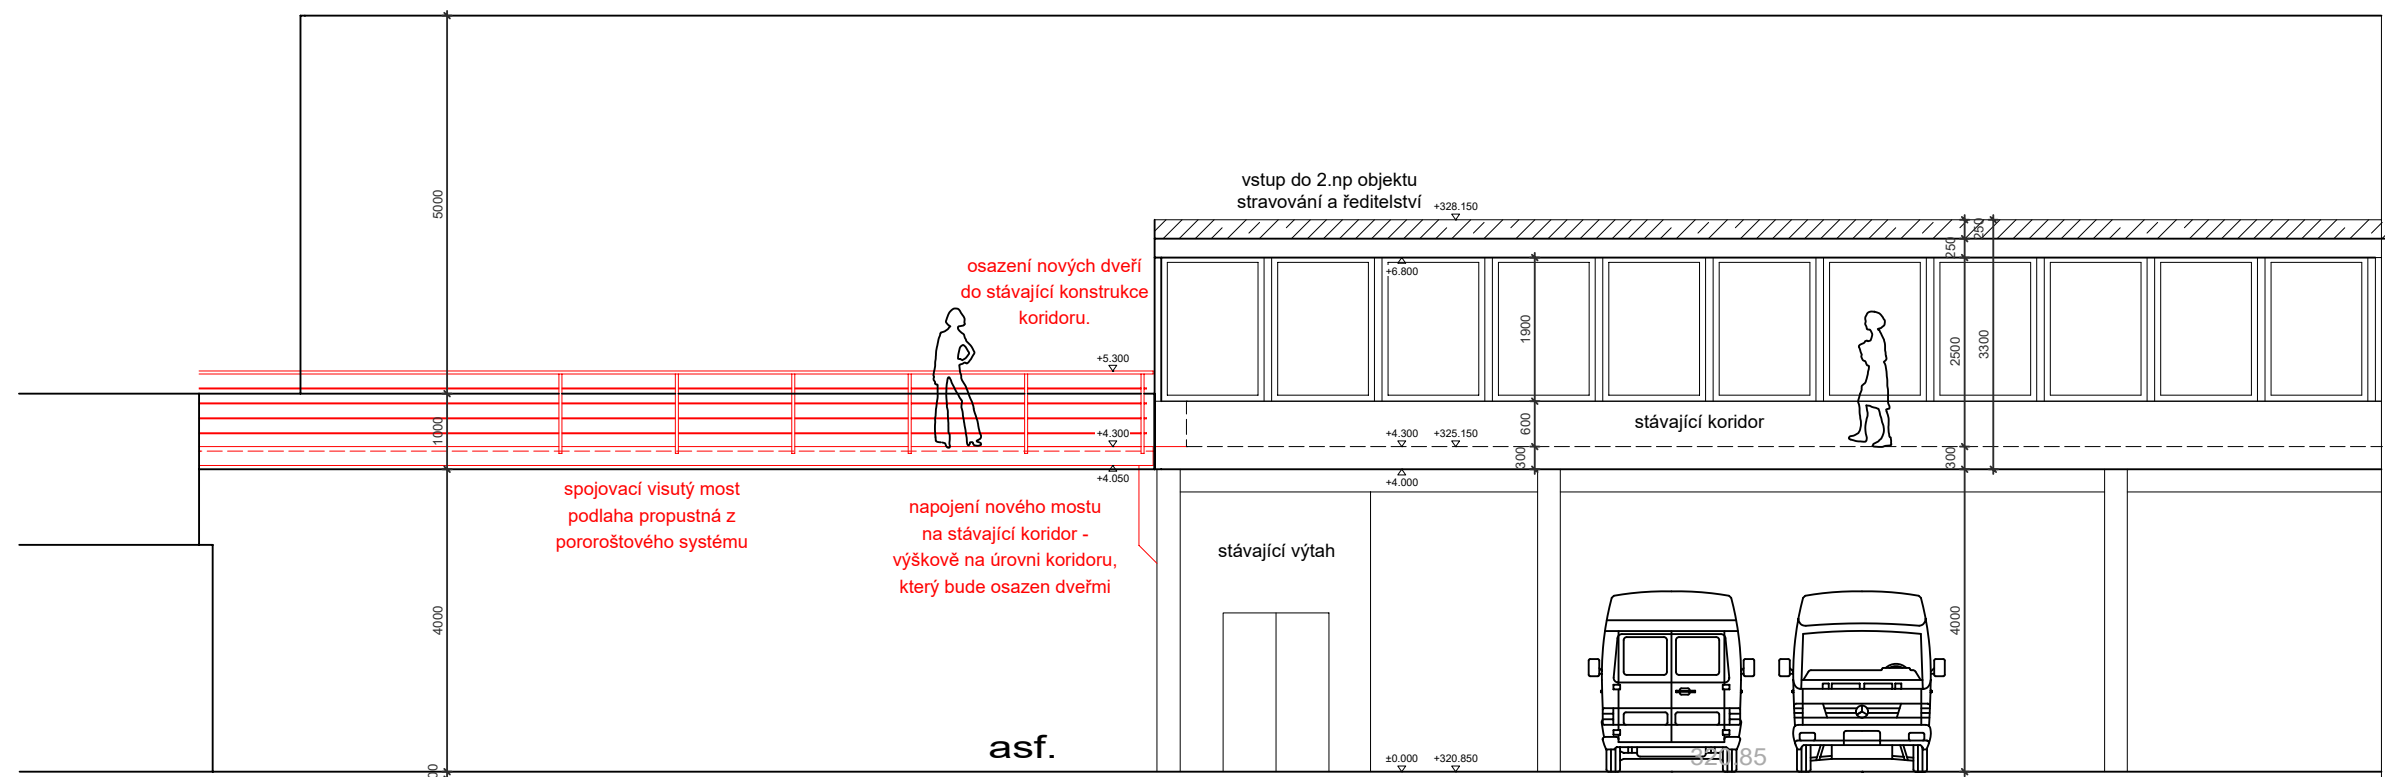 vstup do 2.np objektu
stravování a ředitelství
+328.150
5000
250
250
osazení nových dveří
do stávající konstrukce
koridoru.
+6.800
1900
2500
3300
+5.300
1000
+4.300
+4.300
+325.150
600
stávající koridor
300
300
+4.050
+4.000
spojovací visutý most
podlaha propustná z
pororoštového systému
napojení nového mostu
na stávající koridor -
výškově na úrovni koridoru,
který bude osazen dveřmi
stávající výtah
4000
4000
asf.
±0.000
+320.850
320.85